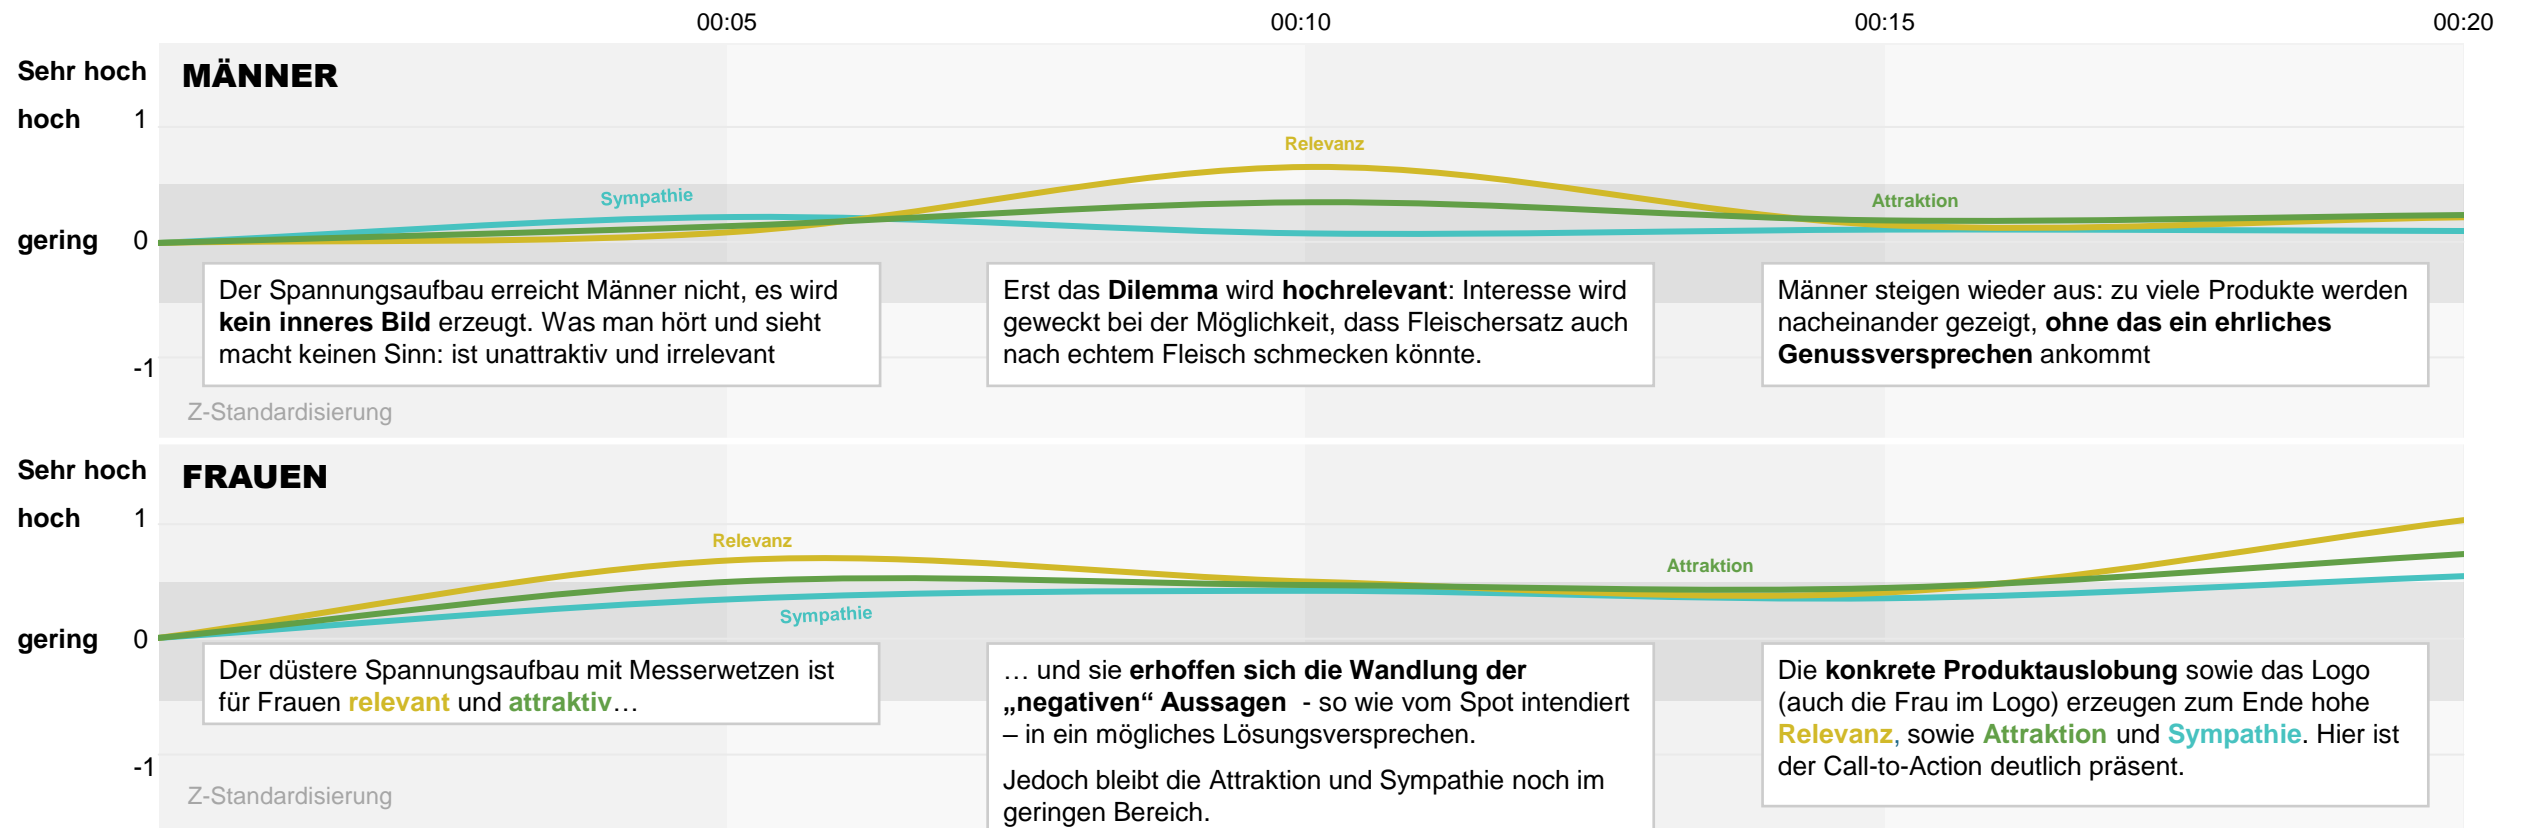 00:05 00:10 00:15 00:20
Sehr hoch
MÄNNER
hoch 1
Relevanz
Sympathie
Attraktion
gering 0
Der Spannungsaufbau erreicht Männer nicht, es wird
kein inneres Bild erzeugt. Was man hört und sieht
macht keinen Sinn: ist unattraktiv und irrelevant
Erst das Dilemma wird hochrelevant: Interesse wird
geweckt bei der Möglichkeit, dass Fleischersatz auch
nach echtem Fleisch schmecken könnte.
Männer steigen wieder aus: zu viele Produkte werden
nacheinander gezeigt, ohne das ein ehrliches
Genussversprechen ankommt
-1
Z-Standardisierung
Sehr hoch
FRAUEN
hoch 1
Relevanz
Attraktion
Sympathie
gering 0
Der düstere Spannungsaufbau mit Messerwetzen ist
für Frauen relevant und attraktiv…
… und sie erhoffen sich die Wandlung der
„negativen“ Aussagen - so wie vom Spot intendiert
– in ein mögliches Lösungsversprechen.
Jedoch bleibt die Attraktion und Sympathie noch im
geringen Bereich.
Die konkrete Produktauslobung sowie das Logo
(auch die Frau im Logo) erzeugen zum Ende hohe
Relevanz, sowie Attraktion und Sympathie. Hier ist
der Call-to-Action deutlich präsent.
-1
Z-Standardisierung